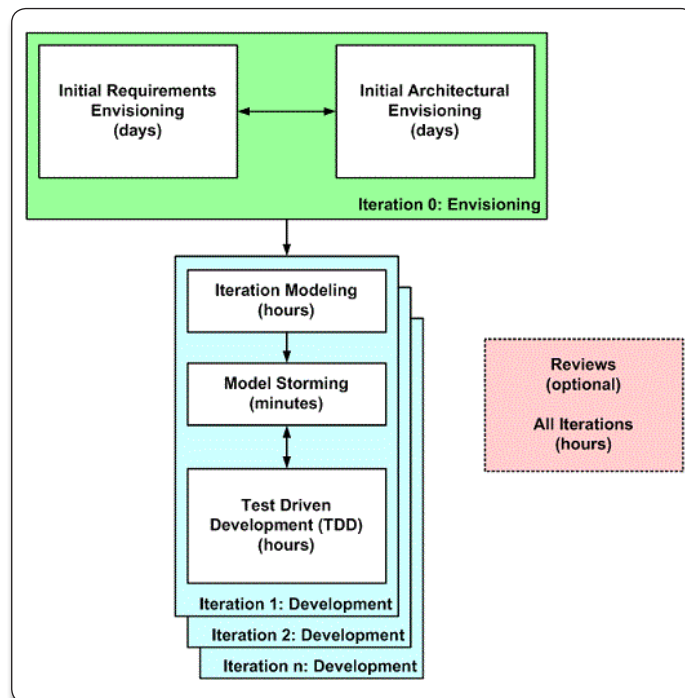 Initial Requirements
Envisioning
(days)
Initial Architectural
Envisioning
(days)
Iteration 0: Envisioning
Iteration Modeling
(hours)
Model Storming
(minutes)
Test Driven
Development (TDD)
(hours)
Iteration 1: Development
Iteration 2: Development
Iteration n: Development
Reviews
(optional)
All Iterations
(hours)